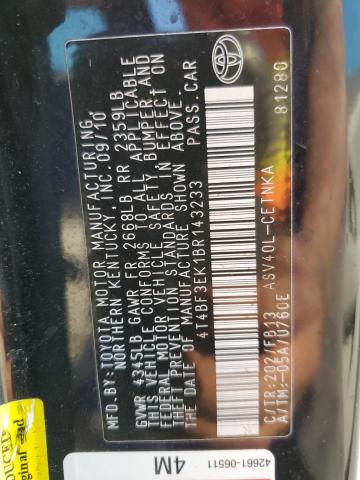 MFD.BY:TOYOTA MOTOR MANUFACTURING,
NORTHERN KENTUCKY, INC. 09/10
GVWR 4345LB GAWR FR 2668LB RR 2359LB
THIS VEHICLE CONFORMS TO ALL APPLICABLE
FEDERAL MOTOR VEHICLE SAFETY, BUMPER, AND
THEFT PREVENTION STANDARDS IN EFFECT ON
THE DATE OF MANUFACTURE SHOWN ABOVE.
4T4BF3EK1BR143233 PASS.CAR
C/TR:202/FB13 ASV40L-CETNKA
A/TM:-05A/U760E 81280
42661-06511
4M